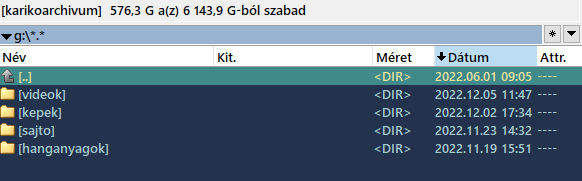 [karikoarchivum] 576,3 G a(z) 6 143,9 G-ból szabad
g:\*.* * 
Név Kit. Méret Dátum Attr.
[..] <DIR> 2022.06.01 09:05 ----
[videok] <DIR> 2022.12.05 11:47 ----
[kepek] <DIR> 2022.12.02 17:34 ----
[sajto] <DIR> 2022.11.23 14:32 ----
[hanganyagok] <DIR> 2022.11.19 15:51 ----